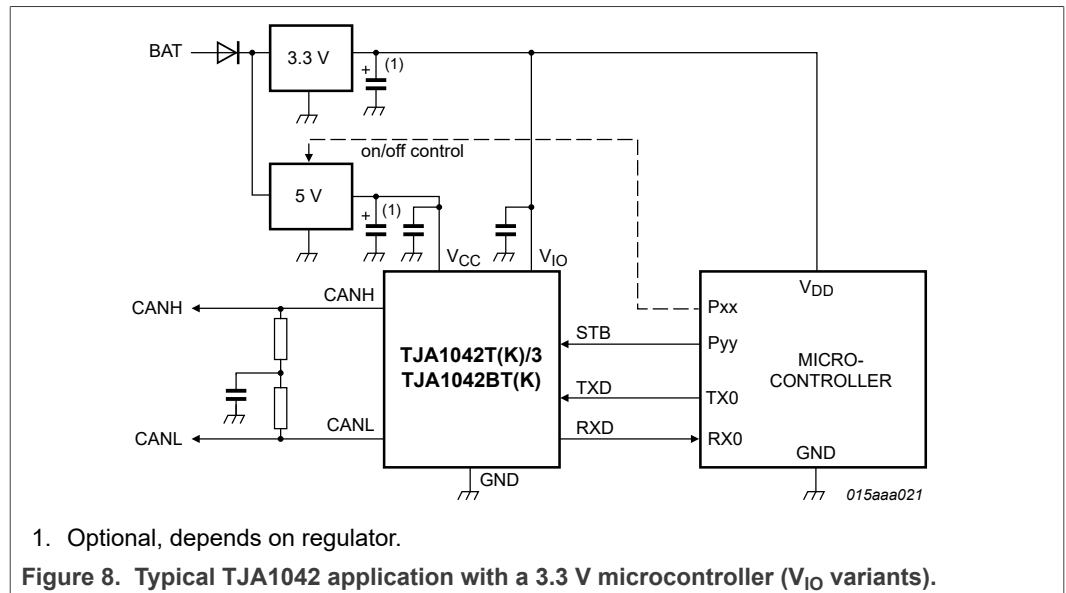 BAT
3.3 V
+
(1)
on/off control
5 V
+
(1)
VCC
VIO
CANH
CANH
VDD
Pxx
STB
Pyy
TJA1042T(K)/3
TJA1042BT(K)
MICRO-
CONTROLLER
TXD
TX0
CANL
CANL
RXD
RX0
GND
GND
015aaa021
1. Optional, depends on regulator.
Figure 8. Typical TJA1042 application with a 3.3 V microcontroller (VIO variants).